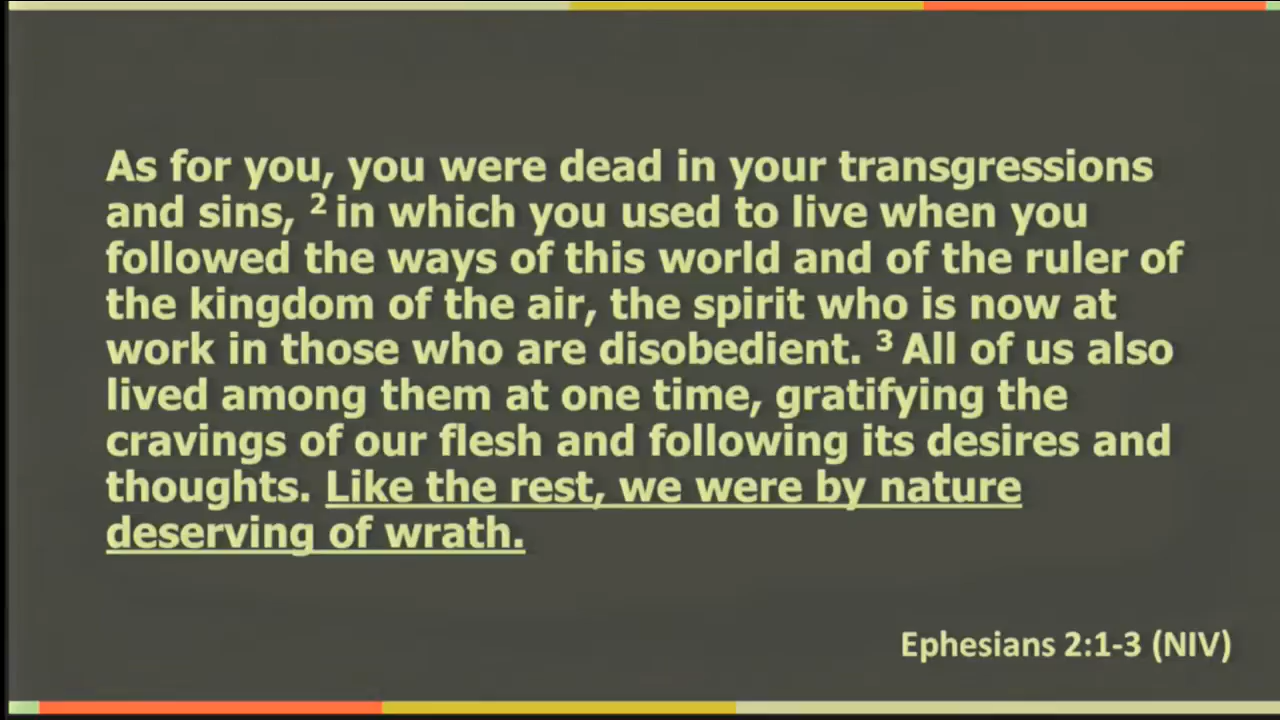 As for you, you were dead in your transgressions
and sins, ² in which you used to live when you
followed the ways of this world and of the ruler of
the kingdom of the air, the spirit who is now at
work in those who are disobedient. ³ All of us also
lived among them at one time, gratifying the
cravings of our flesh and following its desires and
thoughts. Like the rest, we were by nature
deserving of wrath.
Ephesians 2:1-3 (NIV)